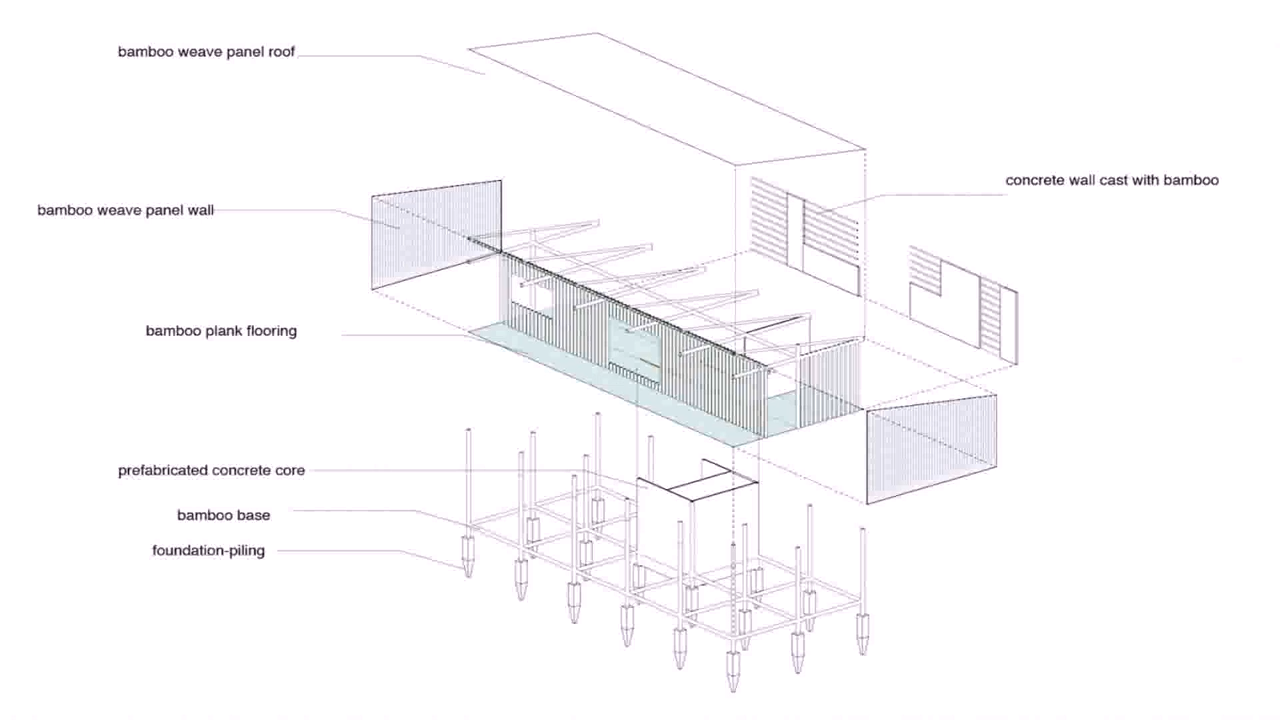 bamboo weave panel roof
concrete wall cast with bamboo
bamboo weave panel wall
bamboo plank flooring
prefabricated concrete core
bamboo base
foundation-piling